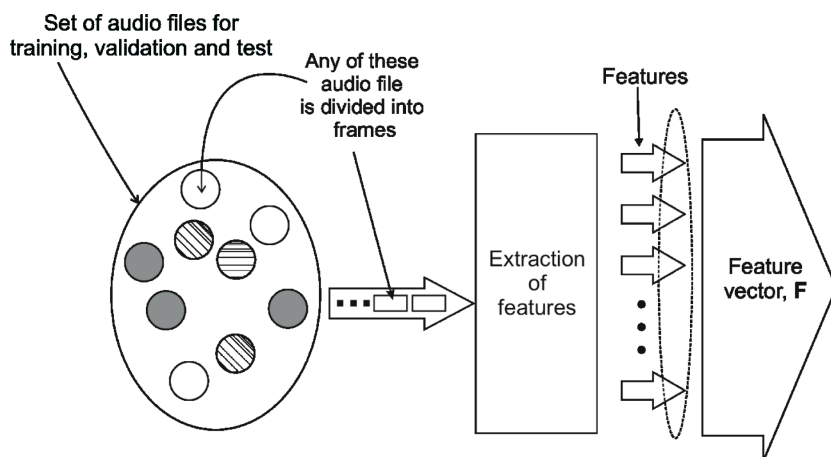 Set of audio files for
training, validation and test
Any of these
audio file
is divided into
frames
Features
Extraction
of
features
Feature
vector, F